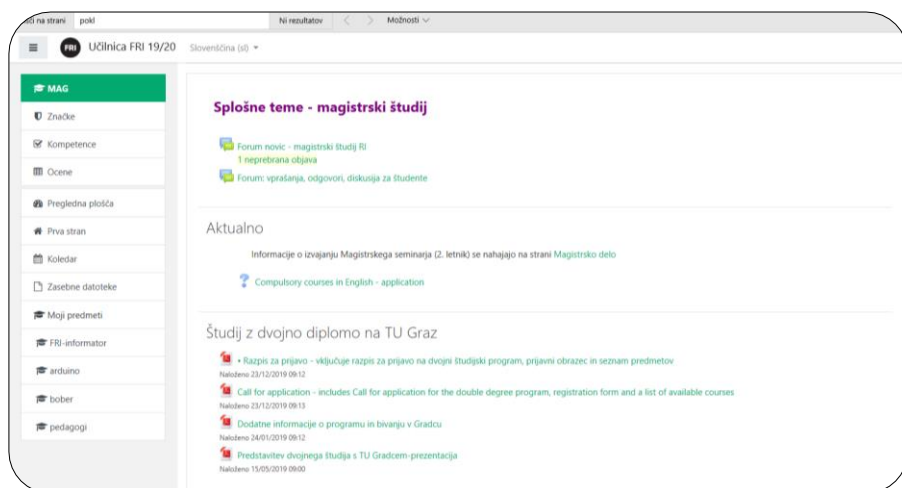 či na strani pokl Ni rezultatov Možnosti
FRI Učilnica FRI 19/20 Slovenščina (sl)
MAG
Značke
Kompetence
Ocene
Pregledna plošča
Prva stran
Koledar
Zasebne datoteke
Moji predmeti
FRI-informator
arduino
bober
pedagogi
Splošne teme - magistrski študij
Forum novic - magistrski študij RI
1 neprebrana objava
Forum: vprašanja, odgovori, diskusija za študente
Aktualno
Informacije o izvajanju Magistrskega seminarja (2. letnik) se nahajajo na strani Magistrsko delo
Compulsory courses in English - application
Študij z dvojno diplomo na TU Graz
• Razpis za prijavo - vključuje razpis za prijavo na dvojni študijski program, prijavni obrazec in seznam predmetov
Naloženo 23/12/2019 09:12
Call for application - includes Call for application for the double degree program, registration form and a list of available courses
Naloženo 23/12/2019 09:13
Dodatne informacije o programu in bivanju v Gradcu
Naloženo 24/01/2019 09:12
Predstavitev dvojnega študija s TU Gradcem-prezentacija
Naloženo 15/05/2019 09:00